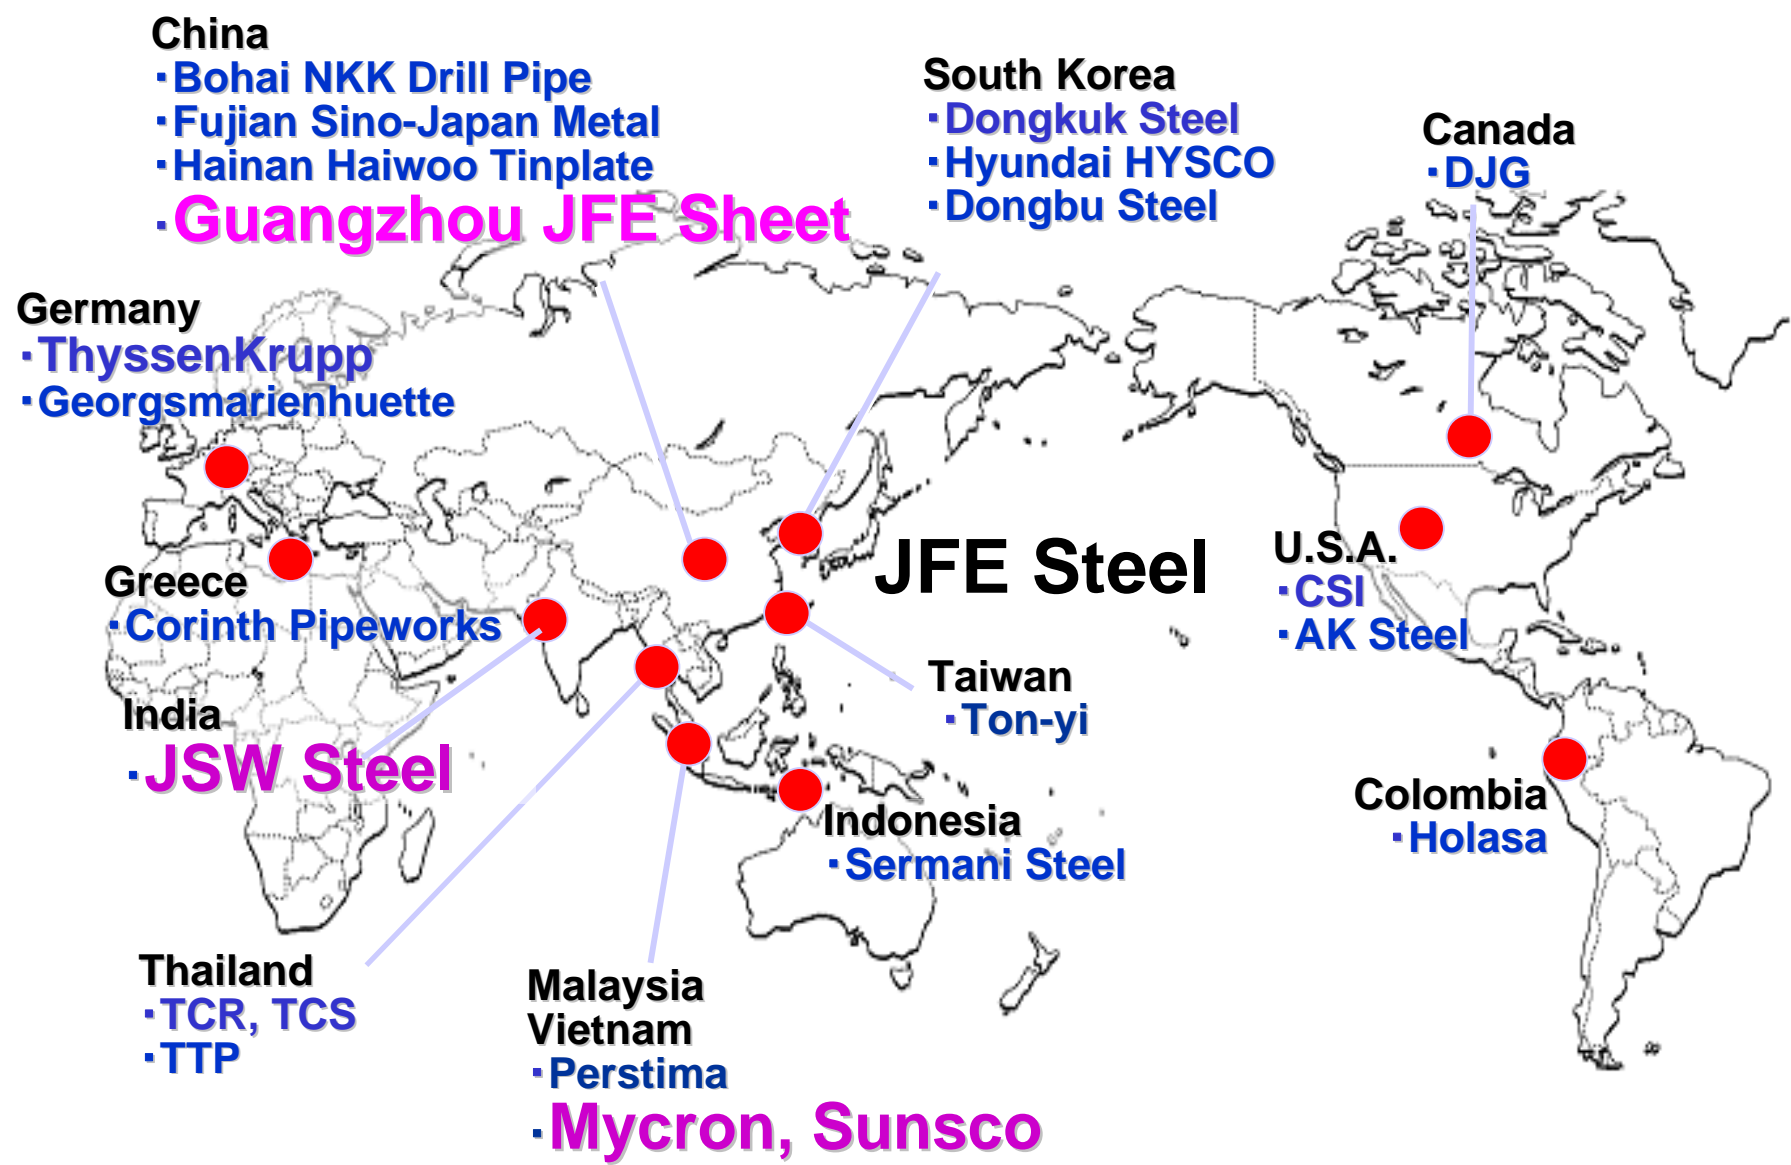 China
・Bohai NKK Drill Pipe
・Fujian Sino-Japan Metal
・Hainan Haiwoo Tinplate
・Guangzhou JFE Sheet
South Korea
・Dongkuk Steel
・Hyundai HYSCO
・Dongbu Steel
Canada
・DJG
Germany
・ThyssenKrupp
・Georgsmarienhuette
JFE Steel
U.S.A.
・CSI
・AK Steel
Greece
・Corinth Pipeworks
Taiwan
・Ton-yi
India
・JSW Steel
Colombia
・Holasa
Indonesia
・Sermani Steel
Thailand
・TCR, TCS
・TTP
Malaysia
Vietnam
・Perstima
・Mycron, Sunsco